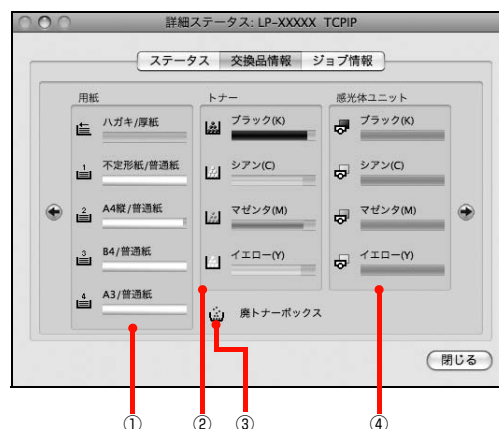 詳細ステータス: LP-XXXXX TCPIP
ステータス 交換品情報 ジョブ情報
用紙
ハガキ/厚紙
1 不定形紙/普通紙
2 A4縦/普通紙
3 B4/普通紙
4 A3/普通紙
トナー
ブラック(K)
シアン(C)
マゼンタ(M)
イエロー(Y)
廃トナーボックス
感光体ユニット
ブラック(K)
シアン(C)
マゼンタ(M)
イエロー(Y)
閉じる
① ② ③ ④